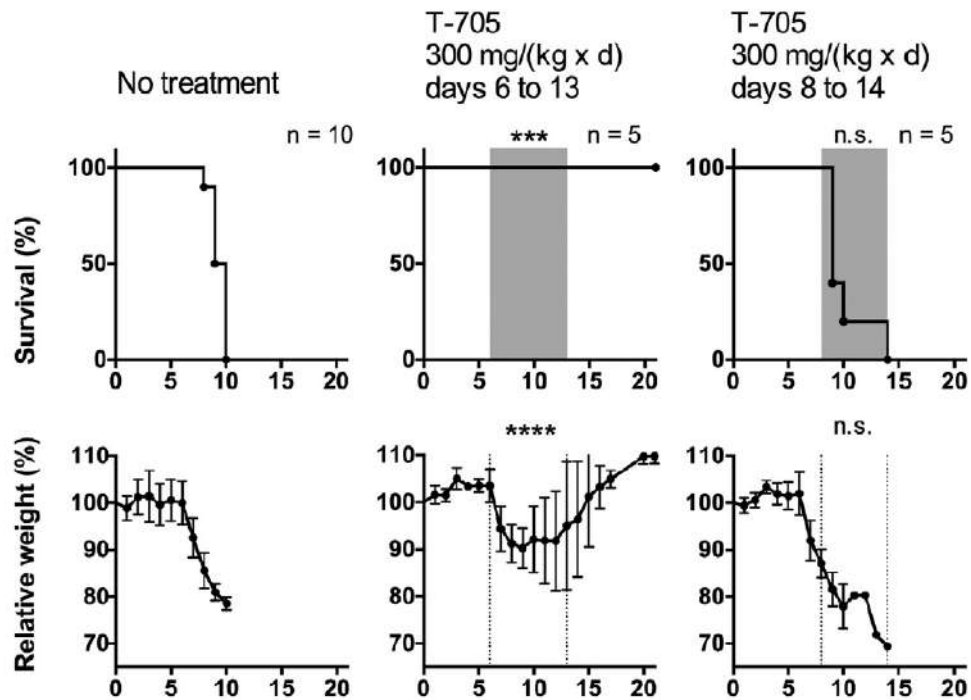 No treatment
T-705
300 mg/(kg x d)
days 6 to 13
T-705
300 mg/(kg x d)
days 8 to 14
n = 10
*** n = 5
n.s. n = 5
Survival (%)
100
50
0
0 5 10 15 20
100
50
0
0 5 10 15 20
100
50
0
0 5 10 15 20
Relative weight (%)
110
100
90
80
70
0 5 10 15 20
****
110
100
90
80
70
0 5 10 15 20
n.s.
110
100
90
80
70
0 5 10 15 20